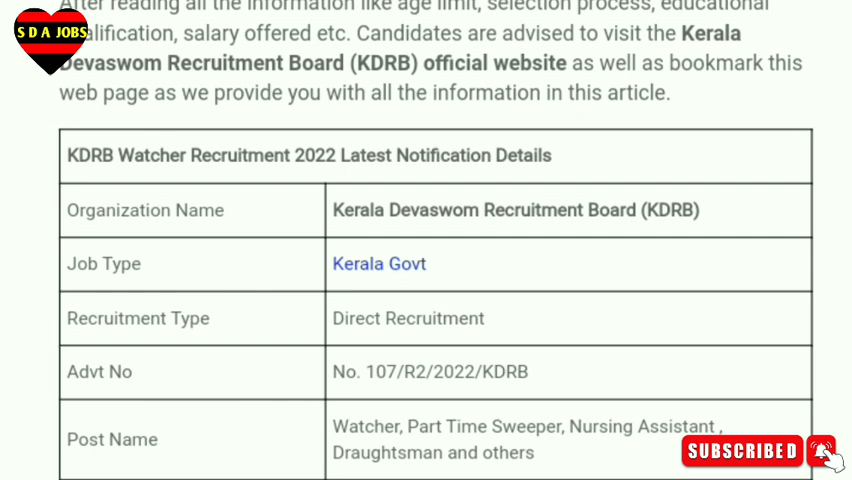 After reading all the information like age limit, selection process, educational
S D A JOBS
qualification, salary offered etc. Candidates are advised to visit the Kerala
Devaswom Recruitment Board (KDRB) official website as well as bookmark this
web page as we provide you with all the information in this article.
KDRB Watcher Recruitment 2022 Latest Notification Details
Organization Name Kerala Devaswom Recruitment Board (KDRB)
Job Type Kerala Govt
Recruitment Type Direct Recruitment
Advt No No. 107/R2/2022/KDRB
Post Name Watcher, Part Time Sweeper, Nursing Assistant ,
Draughtsman and others
SUBSCRIBED